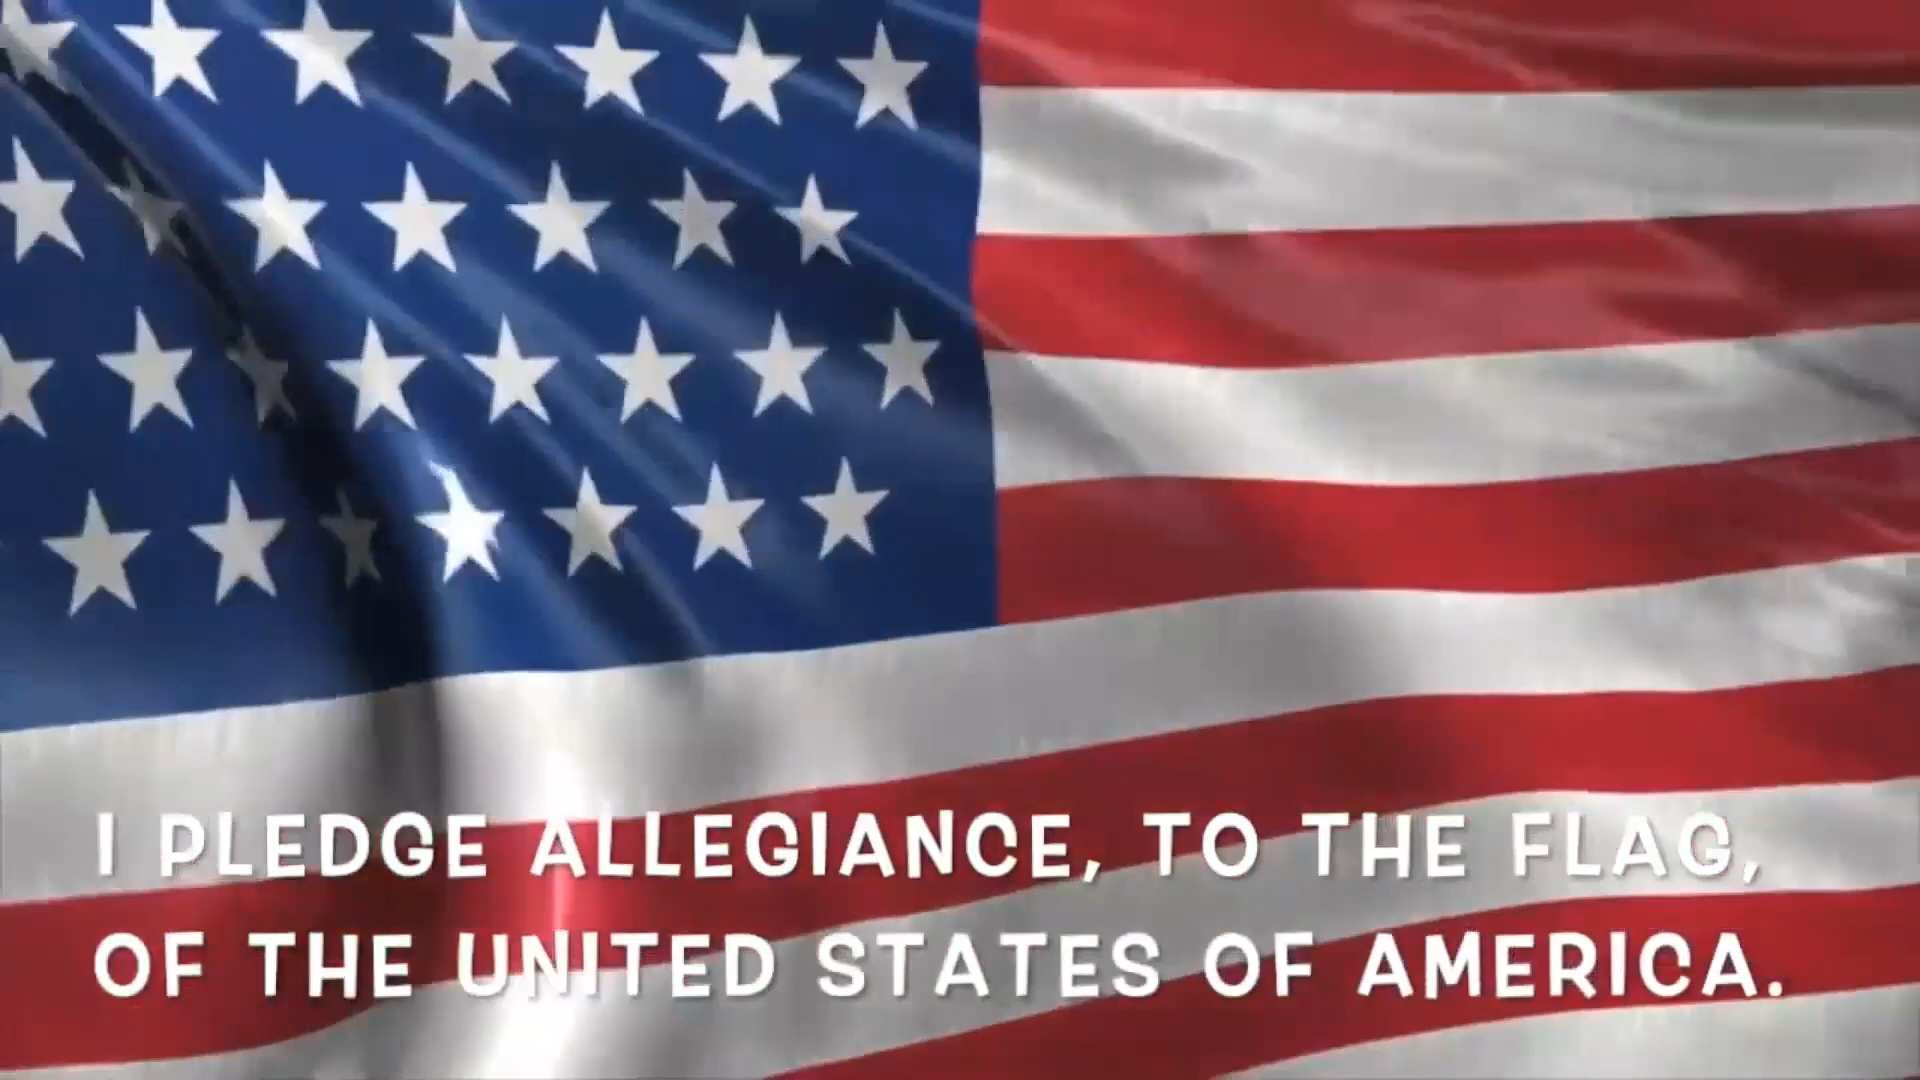 I PLEDGE ALLEGIANCE, TO THE FLAG,
OF THE UNITED STATES OF AMERICA.